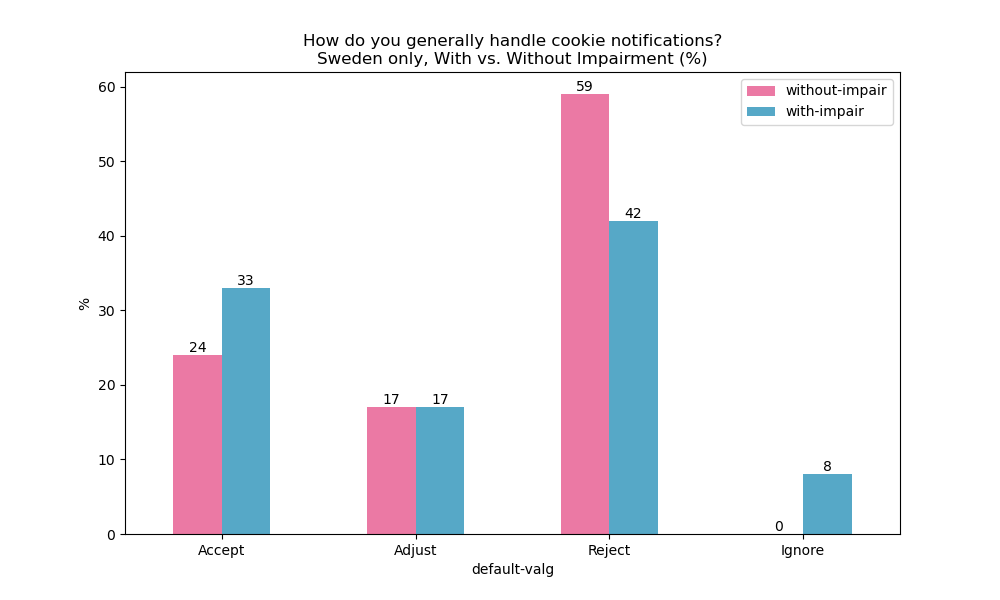 How do you generally handle cookie notifications?
Sweden only, With vs. Without Impairment (%)
without-impair
with-impair
%
60
50
40
30
20
10
0
24
33
17
17
59
42
0
8
Accept
Adjust
Reject
Ignore
default-valg